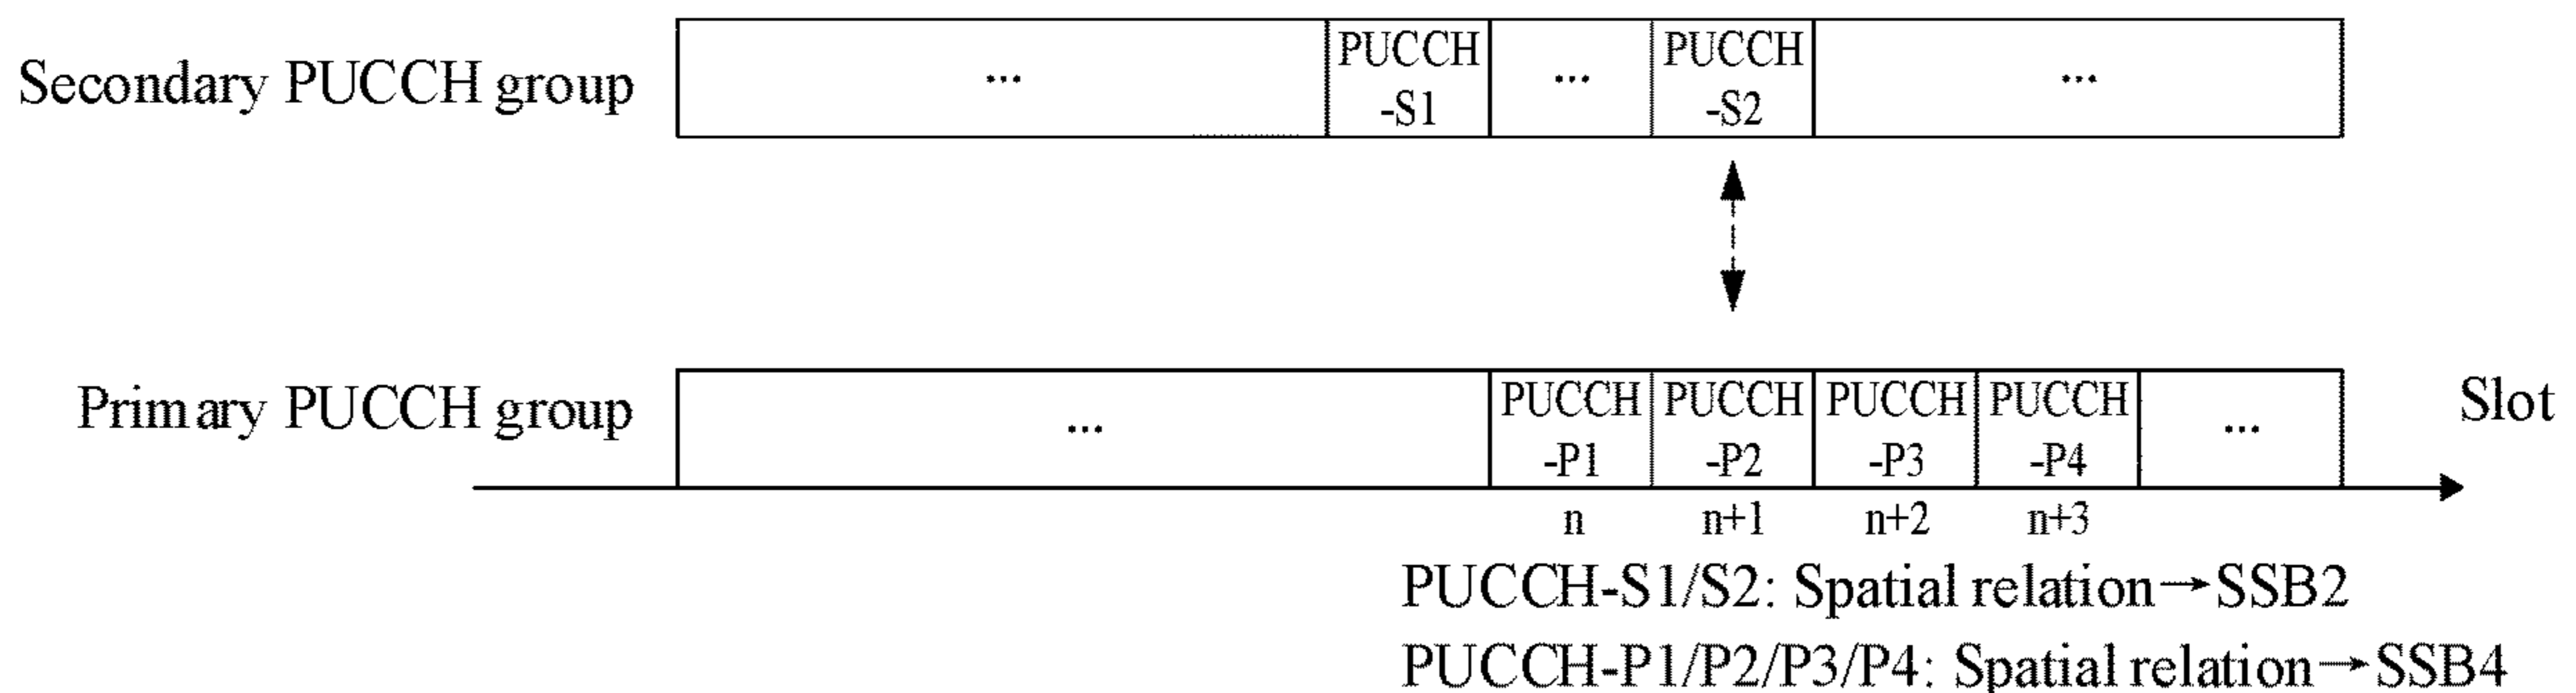 Secondary PUCCH group
...
PUCCH
-S1
...
PUCCH
-S2
...
Primary PUCCH group
...
PUCCH
-P1
PUCCH
-P2
PUCCH
-P3
PUCCH
-P4
...
Slot
n
n+1
n+2
n+3
PUCCH-S1/S2: Spatial relation→SSB2
PUCCH-P1/P2/P3/P4: Spatial relation→SSB4